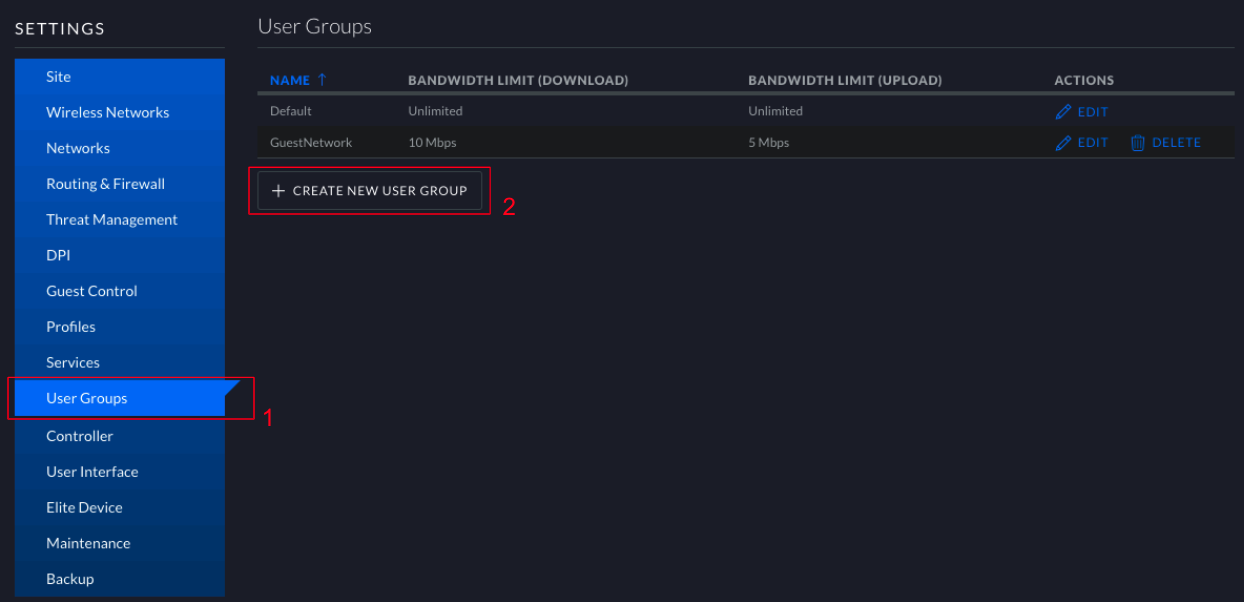 SETTINGS
Site
Wireless Networks
Networks
Routing & Firewall
Threat Management
DPI
Guest Control
Profiles
Services
User Groups
1
Controller
User Interface
Elite Device
Maintenance
Backup
User Groups
NAME ↑ BANDWIDTH LIMIT (DOWNLOAD) BANDWIDTH LIMIT (UPLOAD) ACTIONS
Default Unlimited Unlimited EDIT
GuestNetwork 10 Mbps 5 Mbps EDIT DELETE
+ CREATE NEW USER GROUP 2